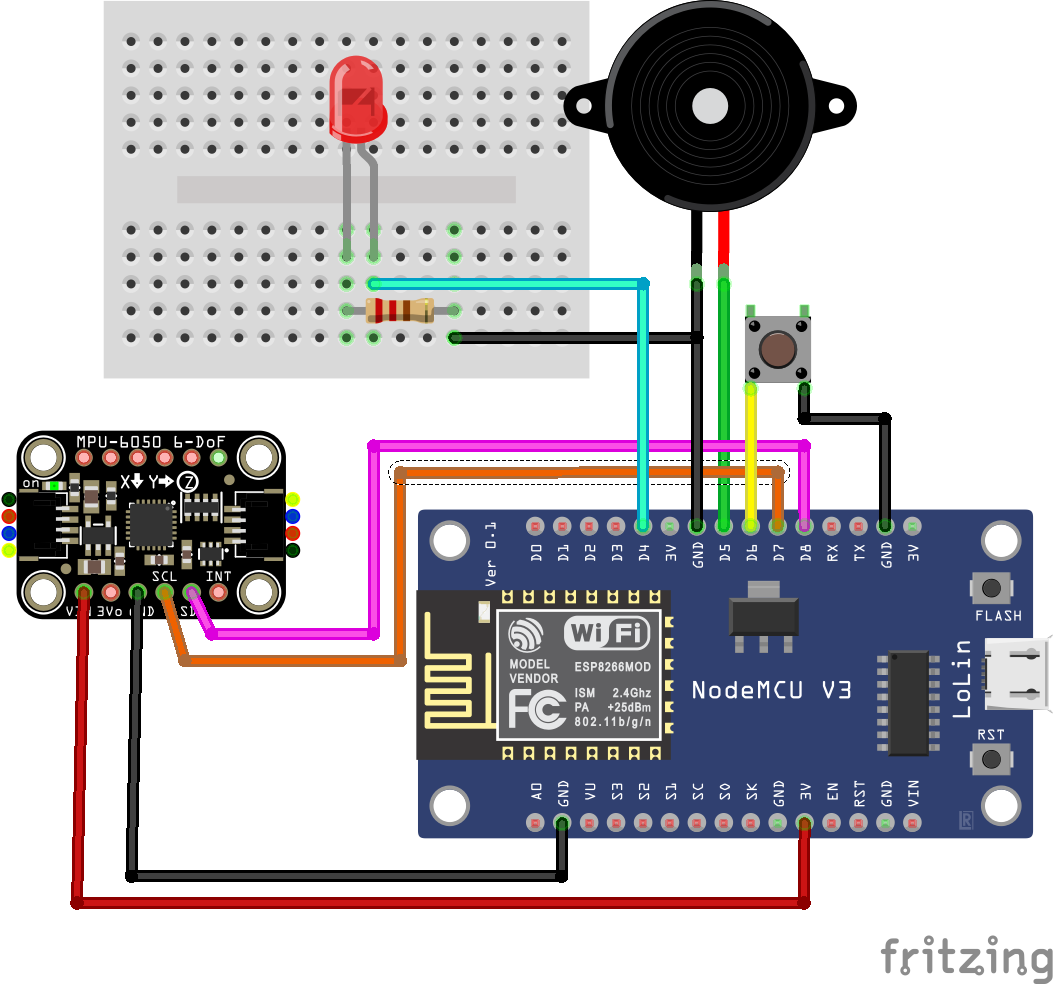 MPU-6050 6-DoF
on
X Y Z
SCL INT
VIN 3Vo GND SDA
Ver 0.1
D0 D1 D2 D3 D4 3V GND D5 D6 D7 D8 RX TX GND 3V
FLASH
WiFi
MODEL
VENDOR
ESP8266MOD
FC
ISM 2.4Ghz
PA +25dBm
802.11b/g/n
NodeMCU V3
LoLin
RST
A0 GND VU S3 S2 S1 SC SO SK GND 3V EN RST GND VIN
fritzing